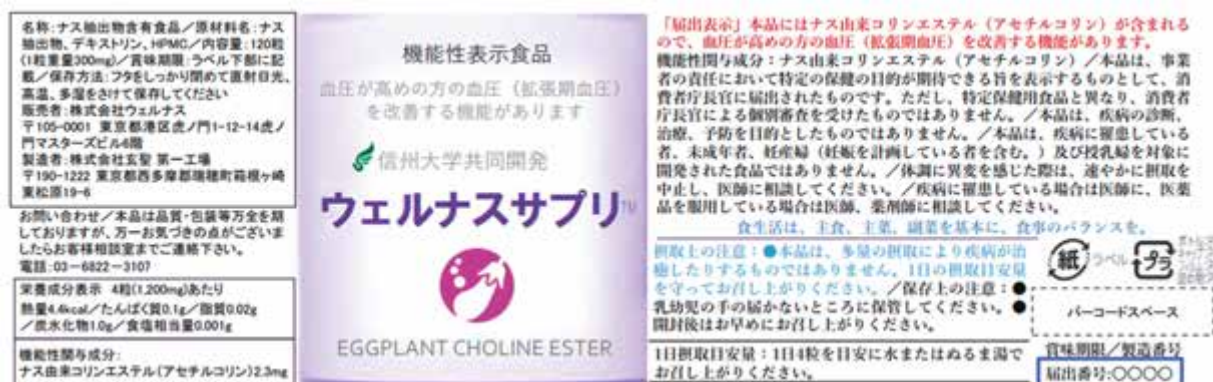 名称:ナス抽出物含有食品/原材料名:ナス
抽出物、デキストリン、HPMC/内容量:120粒
(1粒重量300mg)/賞味期限:ラベル下部に記
載/保存方法:フタをしっかり閉めて直射日光、
高温、多湿をさけて保存してください
販売者:株式会社ウェルナス
〒105-0001 東京都港区虎ノ門1-12-14虎ノ
門マスターズビル6階
製造者:株式会社玄聖 第一工場
〒190-1222 東京都西多摩郡瑞穂町箱根ヶ崎
東松原19-6
お問い合わせ/本品は品質・包装等万全を期
しておりますが、万一お気づきの点がございま
したらお客様相談室までご連絡下さい。
電話:03-6822-3107
栄養成分表示 4粒(1,200mg)あたり
熱量4.4kcal/たんぱく質0.1g/脂質0.02g
/炭水化物1.0g/食塩相当量0.001g
機能性関与成分:
ナス由来コリンエステル(アセチルコリン)2.3mg
機能性表示食品
血圧が高めの方の血圧(拡張期血圧)
を改善する機能があります
信州大学共同開発
ウェルナスサプリ™
EGGPLANT CHOLINE ESTER
「届出表示」本品にはナス由来コリンエステル(アセチルコリン)が含まれる
ので、血圧が高めの方の血圧(拡張期血圧)を改善する機能があります。
機能性関与成分:ナス由来コリンエステル(アセチルコリン)/本品は、事業
者の責任において特定の保健の目的が期待できる旨を表示するものとして、消
費者庁長官に届出されたものです。ただし、特定保健用食品と異なり、消費者
庁長官による個別審査を受けたものではありません。/本品は、疾病の診断、
治療、予防を目的としたものではありません。/本品は、疾病に罹患している
者、未成年者、妊産婦(妊娠を計画している者を含む。)及び授乳婦を対象に
開発された食品ではありません。/体調に異変を感じた際は、速やかに摂取を
中止し、医師に相談してください。/疾病に罹患している場合は医師に、医薬
品を服用している場合は医師、薬剤師に相談してください。
食生活は、主食、主菜、副菜を基本に、食事のバランスを。
摂取上の注意:●本品は、多量の摂取により疾病が治
癒したりするものではありません。1日の摂取目安量
を守ってお召し上がりください。/保存上の注意:●
乳幼児の手の届かないところに保管してください。●
開封後はお早めにお召し上がりください。
1日摂取目安量:1日4粒を目安に水またはぬるま湯で
お召し上がりください。
紙 ラベル プラ
バーコードスペース
賞味期限/製造番号
届出番号:〇〇〇〇